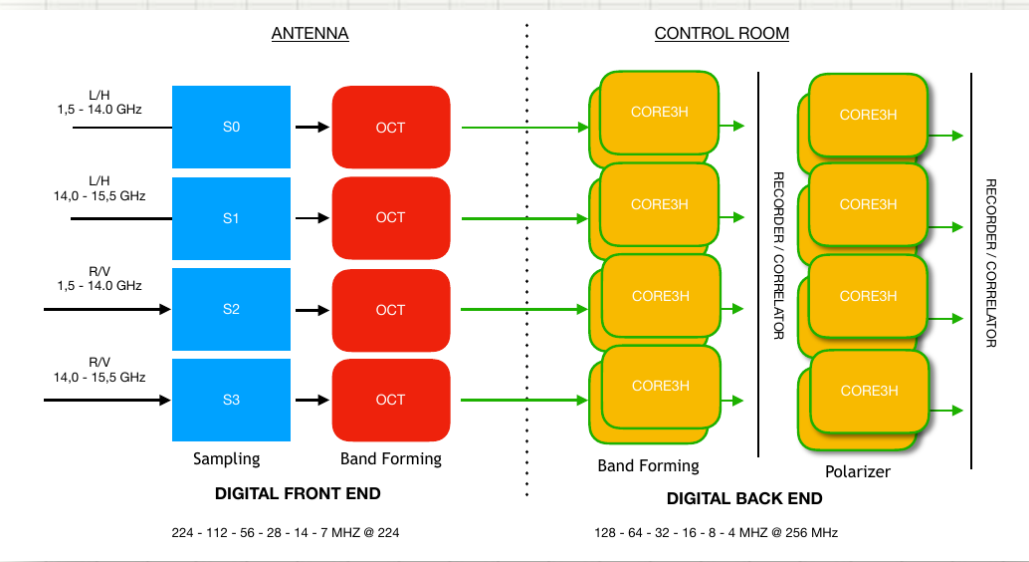 ANTENNA
CONTROL ROOM
L/H
1,5 - 14.0 GHz
S0
OCT
CORE3H
CORE3H
L/H
14,0 - 15,5 GHz
S1
OCT
CORE3H
CORE3H
R/V
1,5 - 14.0 GHz
S2
OCT
CORE3H
CORE3H
R/V
14,0 - 15,5 GHz
S3
OCT
CORE3H
CORE3H
RECORDER / CORRELATOR
RECORDER / CORRELATOR
Sampling
Band Forming
Band Forming
Polarizer
DIGITAL FRONT END
DIGITAL BACK END
224 - 112 - 56 - 28 - 14 - 7 MHZ @ 224
128 - 64 - 32 - 16 - 8 - 4 MHZ @ 256 MHz